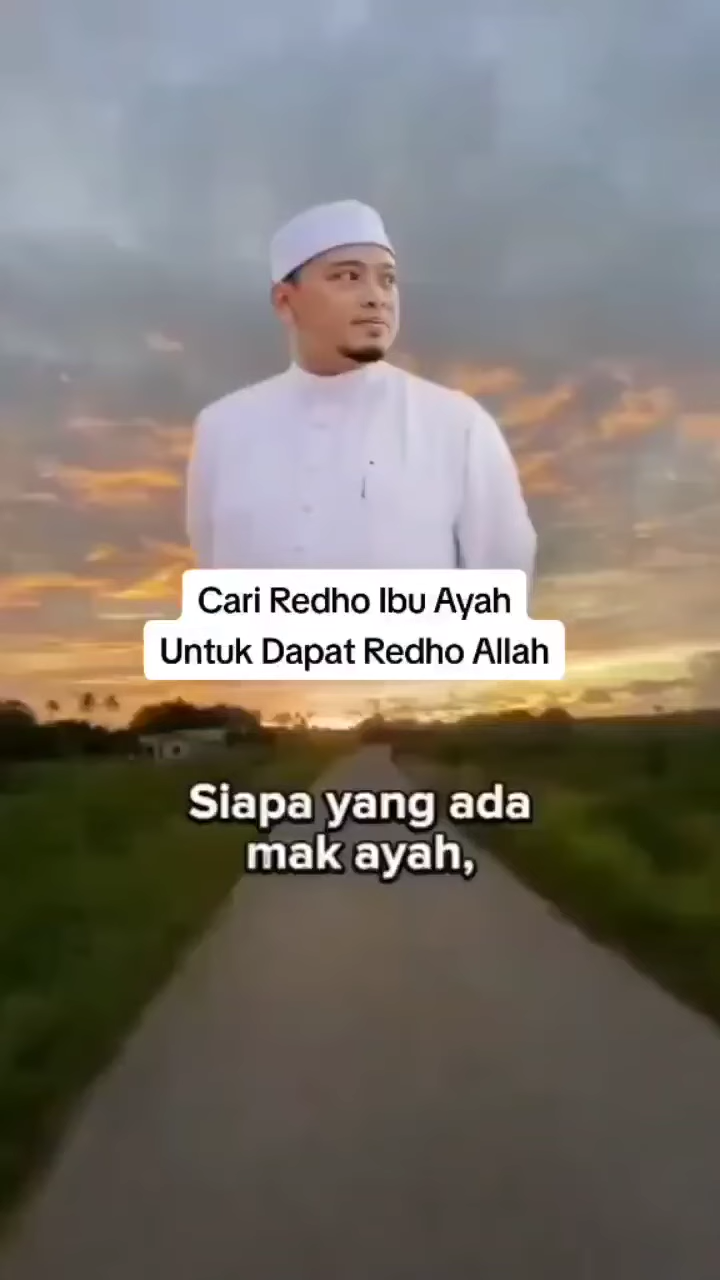 Cari Redho Ibu Ayah
Untuk Dapat Redho Allah
Siapa yang ada
mak ayah,